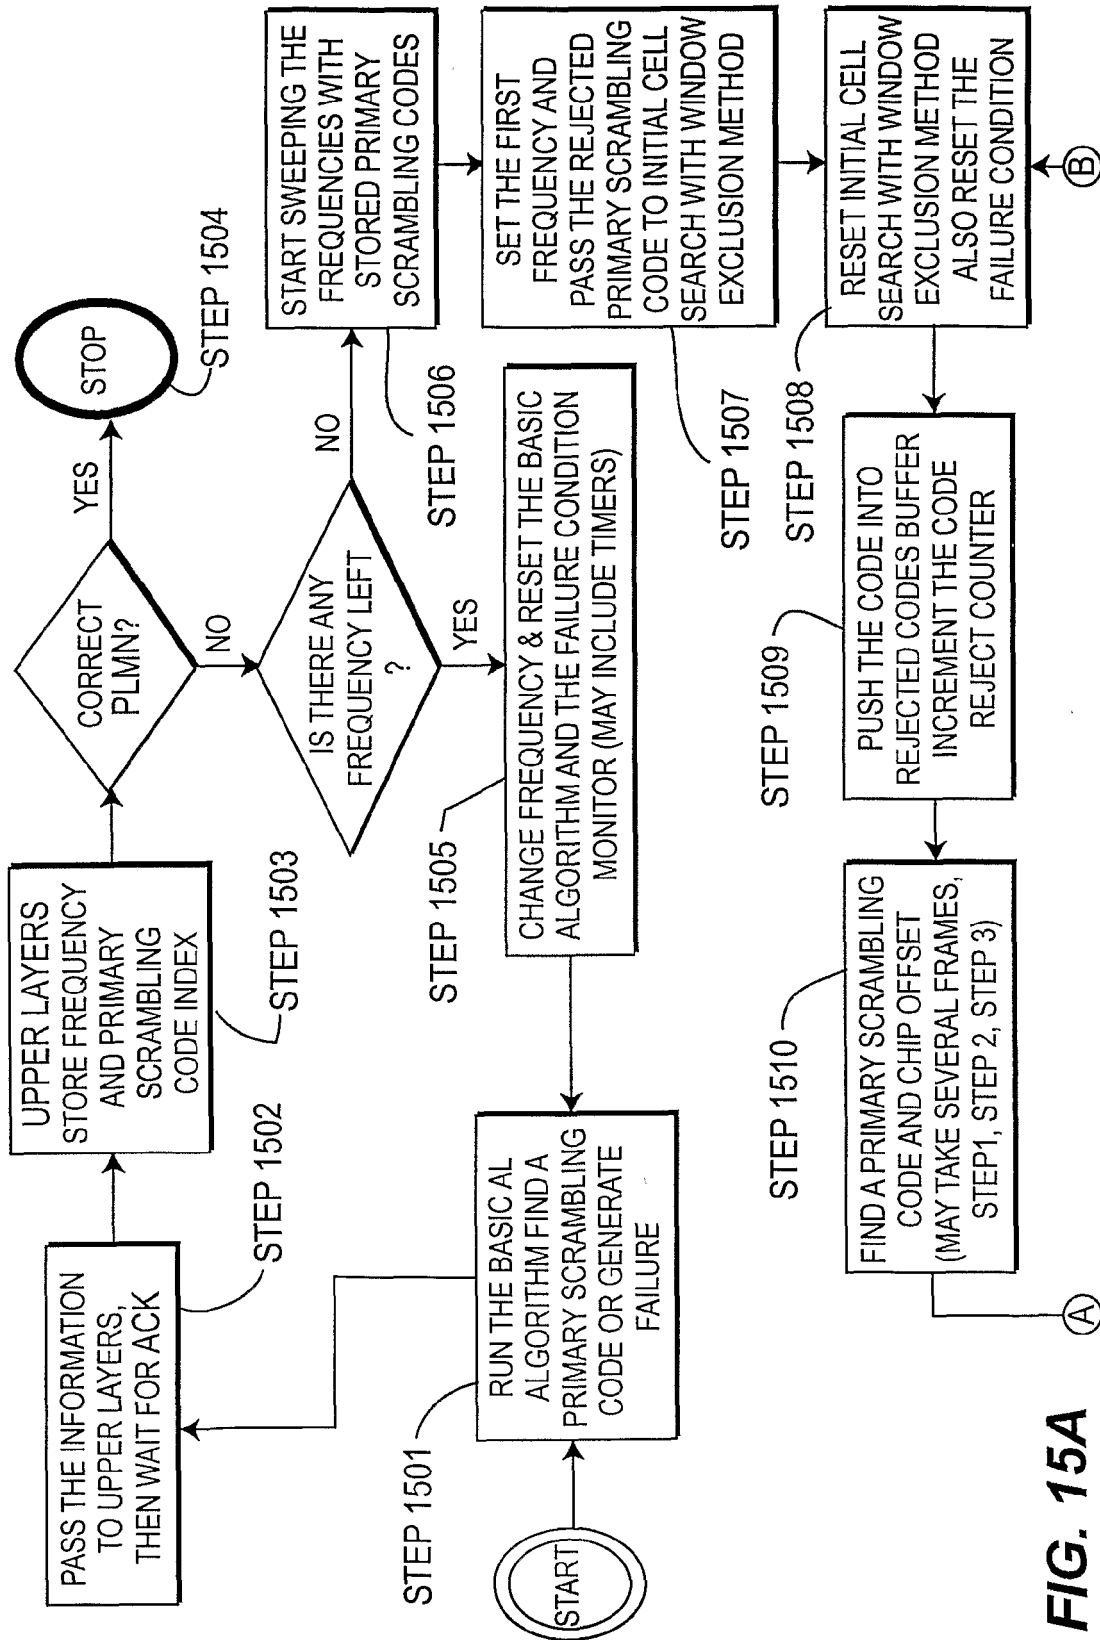 START
RUN THE BASIC AL
ALGORITHM FIND A
PRIMARY SCRAMBLING
CODE OR GENERATE
FAILURE
STEP 1501
PASS THE INFORMATION
TO UPPER LAYERS,
THEN WAIT FOR ACK
STEP 1502
UPPER LAYERS
STORE FREQUENCY
AND PRIMARY
SCRAMBLING
CODE INDEX
STEP 1503
CORRECT
PLMN?
YES
STOP
STEP 1504
NO
IS THERE ANY
FREQUENCY LEFT
?
YES
CHANGE FREQUENCY & RESET THE BASIC
ALGORITHM AND THE FAILURE CONDITION
MONITOR (MAY INCLUDE TIMERS)
STEP 1505
NO
START SWEEPING THE
FREQUENCIES WITH
STORED PRIMARY
SCRAMBLING CODES
STEP 1506
SET THE FIRST
FREQUENCY AND
PASS THE REJECTED
PRIMARY SCRAMBLING
CODE TO INITIAL CELL
SEARCH WITH WINDOW
EXCLUSION METHOD
STEP 1507
RESET INITIAL CELL
SEARCH WITH WINDOW
EXCLUSION METHOD
ALSO RESET THE
FAILURE CONDITION
STEP 1508
B
PUSH THE CODE INTO
REJECTED CODES BUFFER
INCREMENT THE CODE
REJECT COUNTER
STEP 1509
FIND A PRIMARY SCRAMBLING
CODE AND CHIP OFFSET
(MAY TAKE SEVERAL FRAMES,
STEP1, STEP 2, STEP 3)
STEP 1510
A
FIG. 15A